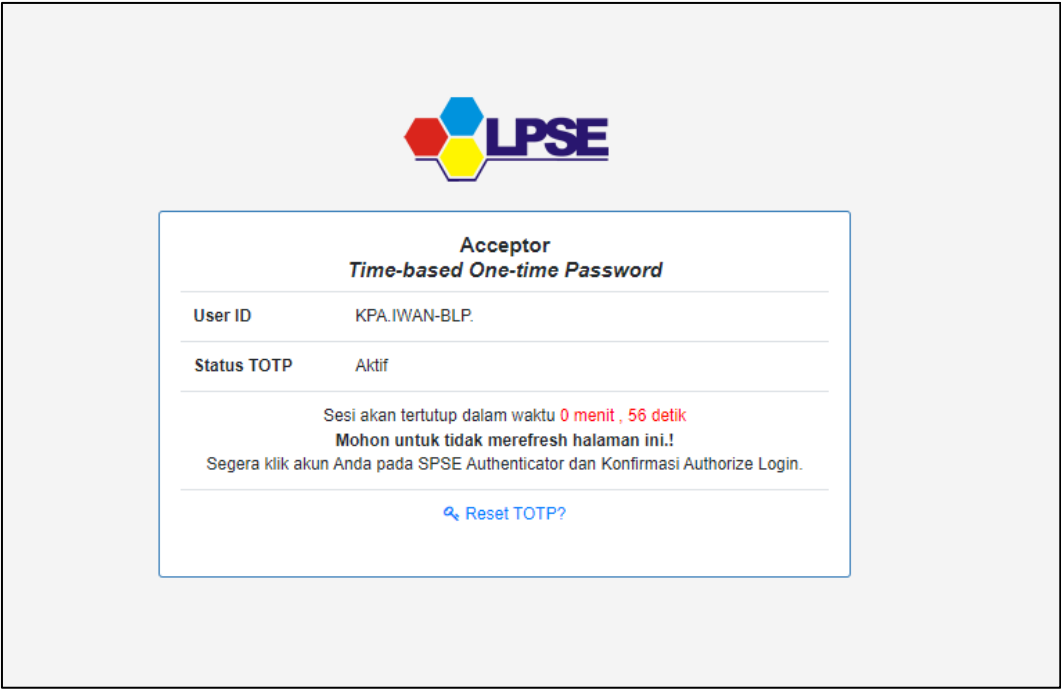 LPSE
Acceptor
Time-based One-time Password
User ID KPA.IWAN-BLP.
Status TOTP Aktif
Sesi akan tertutup dalam waktu 0 menit , 56 detik
Mohon untuk tidak merefresh halaman ini.!
Segera klik akun Anda pada SPSE Authenticator dan Konfirmasi Authorize Login.
Reset TOTP?